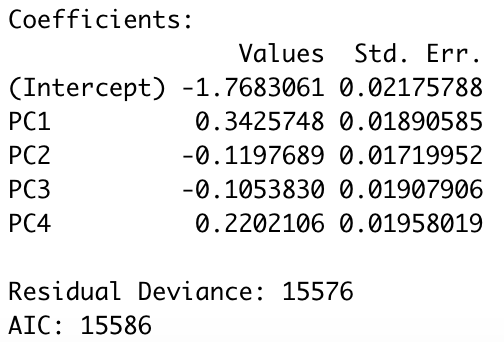 Coefficients:
Values Std. Err.
(Intercept) -1.7683061 0.02175788
PC1 0.3425748 0.01890585
PC2 -0.1197689 0.01719952
PC3 -0.1053830 0.01907906
PC4 0.2202106 0.01958019
Residual Deviance: 15576
AIC: 15586